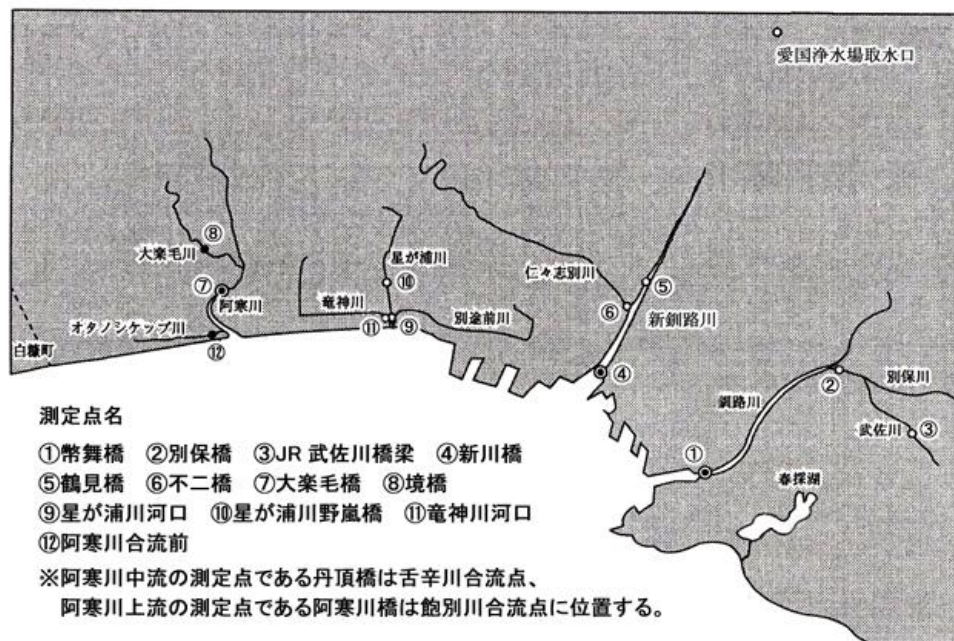 愛国浄水場取水口
⑧
大楽毛川
星が浦川
⑦
阿寒川
⑩
仁々志別川
⑤
竜神川
別途前川
⑥
新釧路川
オタノシケップ川
⑪
⑨
白糠町
⑫
④
②
別保川
釧路川
武佐川
③
①
春採湖
測定点名
①幣舞橋 ②別保橋 ③JR 武佐川橋梁 ④新川橋
⑤鶴見橋 ⑥不二橋 ⑦大楽毛橋 ⑧境橋
⑨星が浦川河口 ⑩星が浦川野嵐橋 ⑪竜神川河口
⑫阿寒川合流前
※阿寒川中流の測定点である丹頂橋は舌辛川合流点、
阿寒川上流の測定点である阿寒川橋は飽別川合流点に位置する。